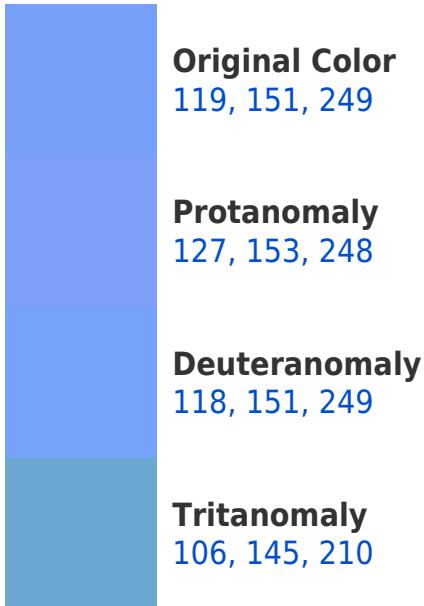 Original Color
119, 151, 249
Protanomaly
127, 153, 248
Deuteranomaly
118, 151, 249
Tritanomaly
106, 145, 210